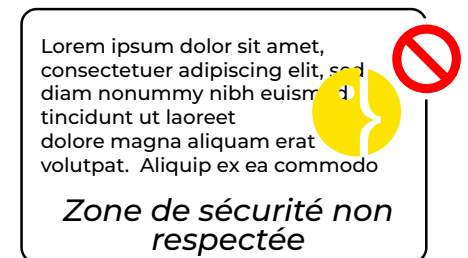 Lorem ipsum dolor sit amet,
consectetuer adipiscing elit, sed
diam nonummy nibh euismod
tincidunt ut laoreet
dolore magna aliquam erat
volutpat.  Aliquip ex ea commodo
Zone de sécurité non
respectée